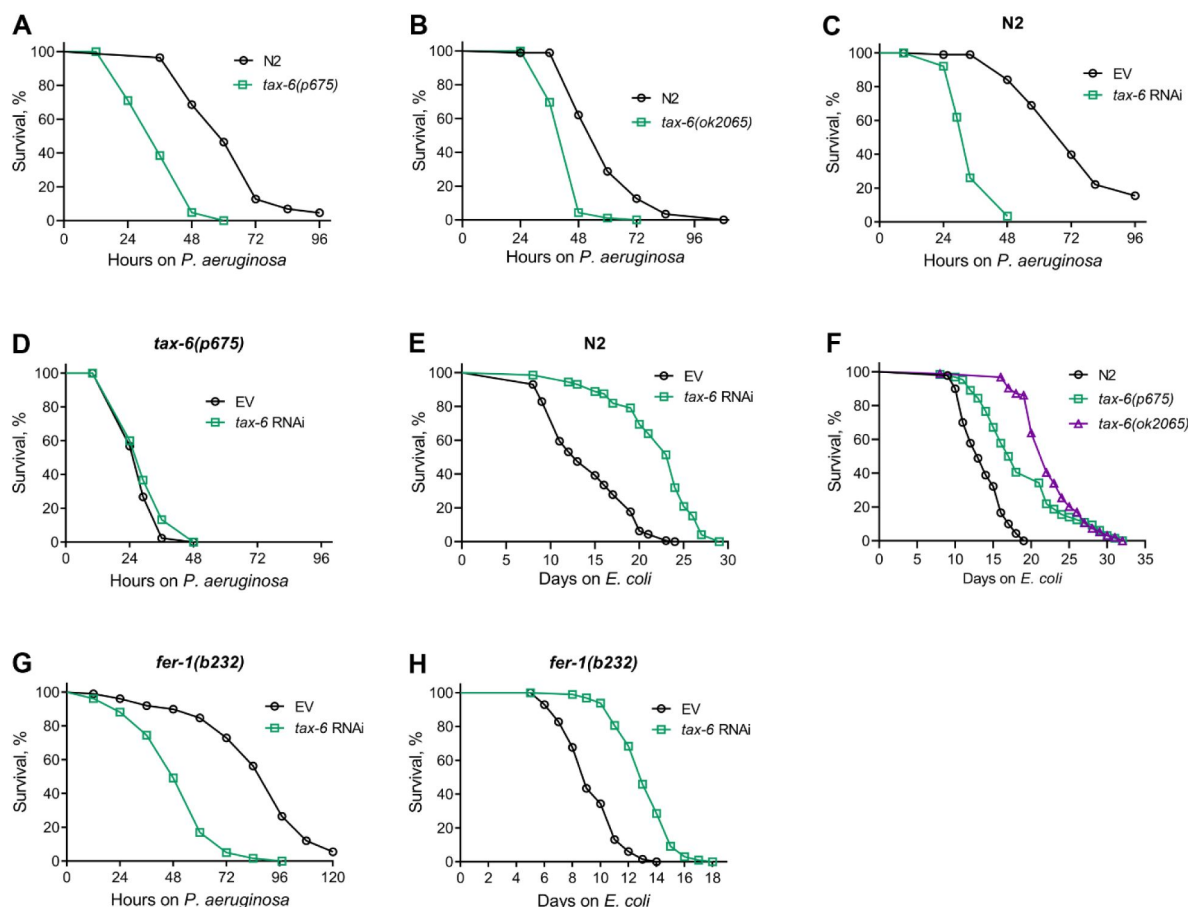 A
100
80
60
40
20
0
Survival, %
0 24 48 72 96
Hours on P. aeruginosa
N2
tax-6(p675)
B
100
80
60
40
20
0
Survival, %
0 24 48 72 96
Hours on P. aeruginosa
N2
tax-6(ok2065)
C
N2
100
80
60
40
20
0
Survival, %
0 24 48 72 96
Hours on P. aeruginosa
EV
tax-6 RNAi
D
tax-6(p675)
100
80
60
40
20
0
Survival, %
0 24 48 72 96
Hours on P. aeruginosa
EV
tax-6 RNAi
E
N2
100
80
60
40
20
0
Survival, %
0 5 10 15 20 25 30
Days on E. coli
EV
tax-6 RNAi
F
100
80
60
40
20
0
Survival, %
0 5 10 15 20 25 30 35
Days on E. coli
N2
tax-6(p675)
tax-6(ok2065)
G
fer-1(b232)
100
80
60
40
20
0
Survival, %
0 24 48 72 96 120
Hours on P. aeruginosa
EV
tax-6 RNAi
H
fer-1(b232)
100
80
60
40
20
0
Survival, %
0 2 4 6 8 10 12 14 16 18
Days on E. coli
EV
tax-6 RNAi